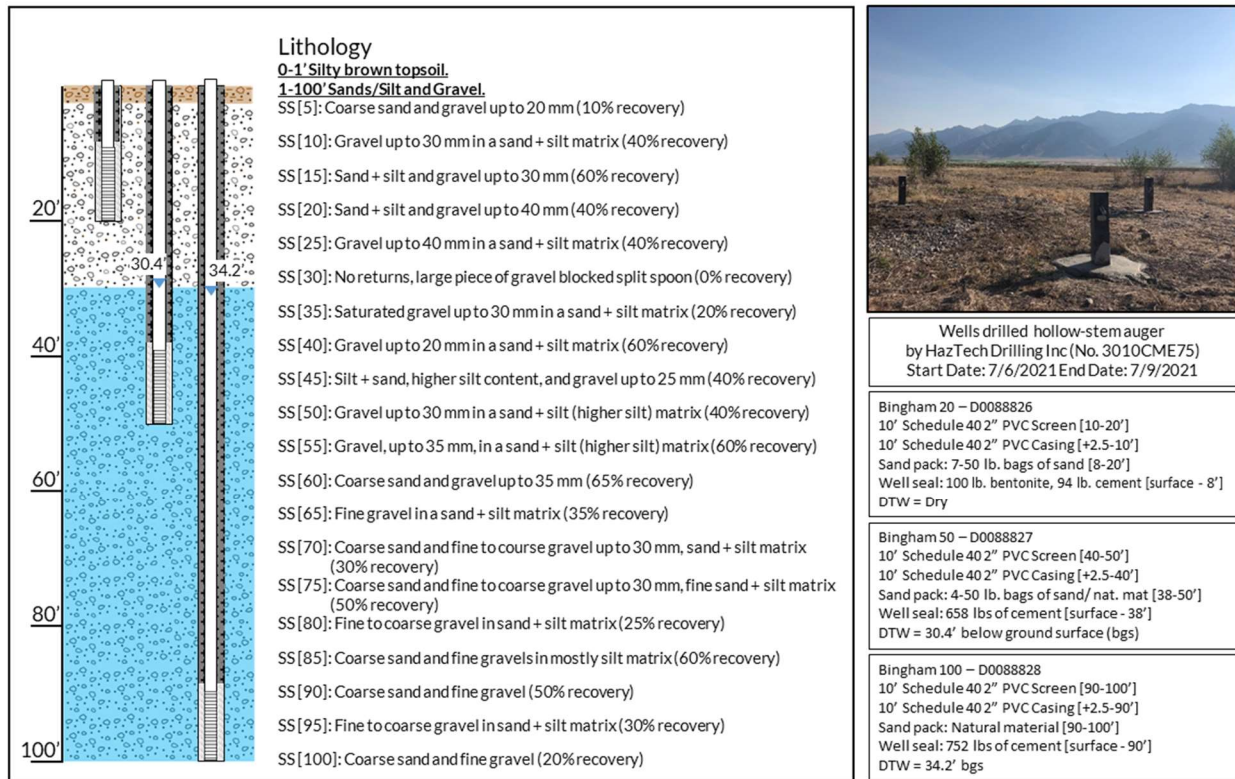 Lithology
0-1' Silty brown topsoil.
1-100' Sands/Silt and Gravel.
SS [5]: Coarse sand and gravel up to 20 mm (10% recovery)
SS [10]: Gravel up to 30 mm in a sand + silt matrix (40% recovery)
SS [15]: Sand + silt and gravel up to 30 mm (60% recovery)
SS [20]: Sand + silt and gravel up to 40 mm (40% recovery)
SS [25]: Gravel up to 40 mm in a sand + silt matrix (40% recovery)
SS [30]: No returns, large piece of gravel blocked split spoon (0% recovery)
SS [35]: Saturated gravel up to 30 mm in a sand + silt matrix (20% recovery)
SS [40]: Gravel up to 20 mm in a sand + silt matrix (60% recovery)
SS [45]: Silt + sand, higher silt content, and gravel up to 25 mm (40% recovery)
SS [50]: Gravel up to 30 mm in a sand + silt (higher silt) matrix (40% recovery)
SS [55]: Gravel, up to 35 mm, in a sand + silt (higher silt) matrix (60% recovery)
SS [60]: Coarse sand and gravel up to 35 mm (65% recovery)
SS [65]: Fine gravel in a sand + silt matrix (35% recovery)
SS [70]: Coarse sand and fine to course gravel up to 30 mm, sand + silt matrix
(30% recovery)
SS [75]: Coarse sand and fine to coarse gravel up to 30 mm, fine sand + silt matrix
(50% recovery)
SS [80]: Fine to coarse gravel in sand + silt matrix (25% recovery)
SS [85]: Coarse sand and fine gravels in mostly silt matrix (60% recovery)
SS [90]: Coarse sand and fine gravel (50% recovery)
SS [95]: Fine to coarse gravel in sand + silt matrix (30% recovery)
SS [100]: Coarse sand and fine gravel (20% recovery)
20'
30.4'
34.2'
40'
60'
80'
100'
Wells drilled hollow-stem auger
by HazTech Drilling Inc (No. 3010CME75)
Start Date: 7/6/2021 End Date: 7/9/2021
Bingham 20 – D0088826
10' Schedule 40 2" PVC Screen [10-20']
10' Schedule 40 2" PVC Casing [+2.5-10']
Sand pack: 7-50 lb. bags of sand [8-20']
Well seal: 100 lb. bentonite, 94 lb. cement [surface - 8']
DTW = Dry
Bingham 50 – D0088827
10' Schedule 40 2" PVC Screen [40-50']
10' Schedule 40 2" PVC Casing [+2.5-40']
Sand pack: 4-50 lb. bags of sand/ nat. mat [38-50']
Well seal: 658 lbs of cement [surface - 38']
DTW = 30.4' below ground surface (bgs)
Bingham 100 – D0088828
10' Schedule 40 2" PVC Screen [90-100']
10' Schedule 40 2" PVC Casing [+2.5-90']
Sand pack: Natural material [90-100']
Well seal: 752 lbs of cement [surface - 90']
DTW = 34.2' bgs